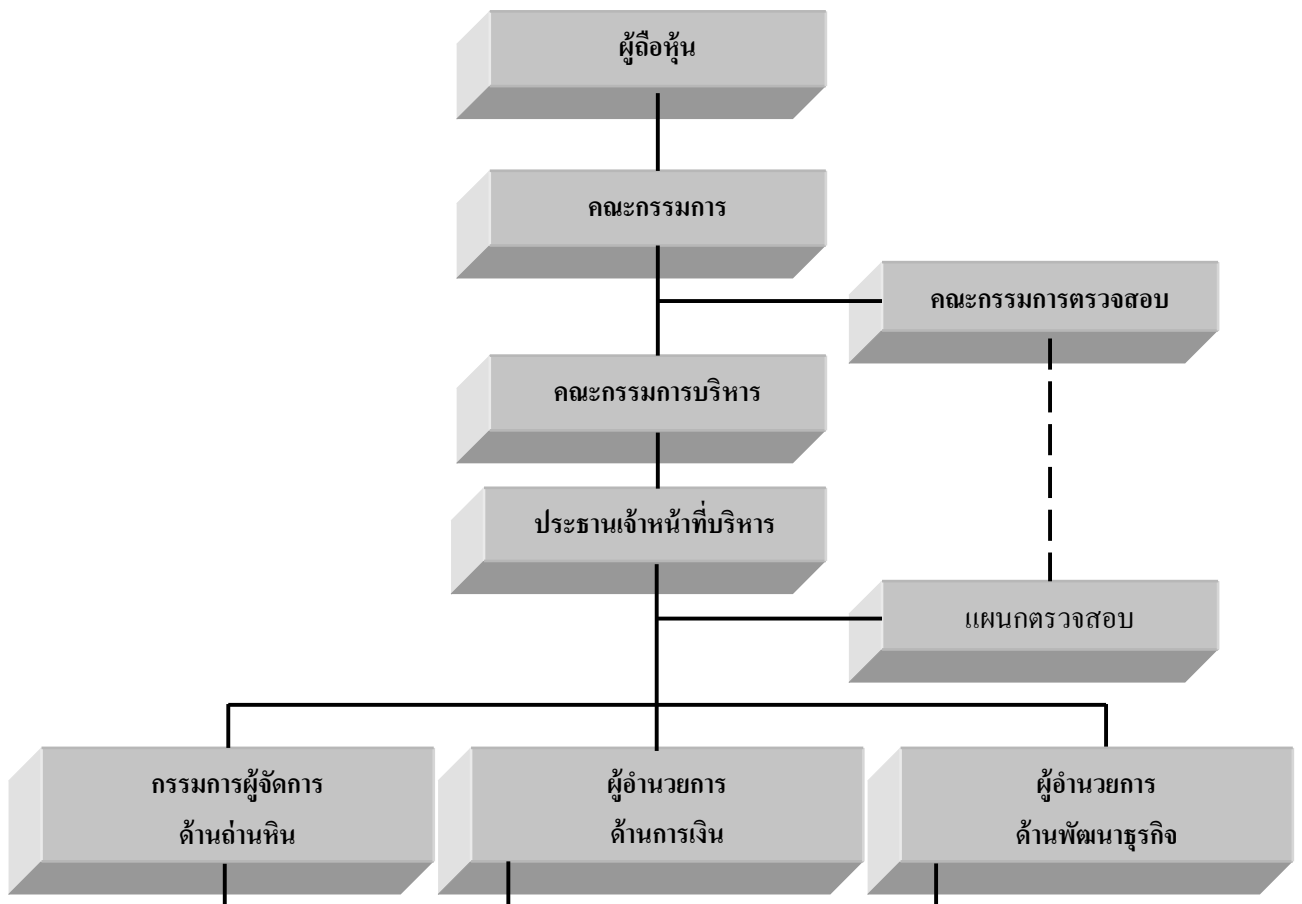 ผู้ถือหุ้น
คณะกรรมการ
คณะกรรมการตรวจสอบ
คณะกรรมการบริหาร
ประธานเจ้าหน้าที่บริหาร
แผนกตรวจสอบ
กรรมการผู้จัดการ
ด้านถ่านหิน
ผู้อำนวยการ
ด้านการเงิน
ผู้อำนวยการ
ด้านพัฒนาธุรกิจ